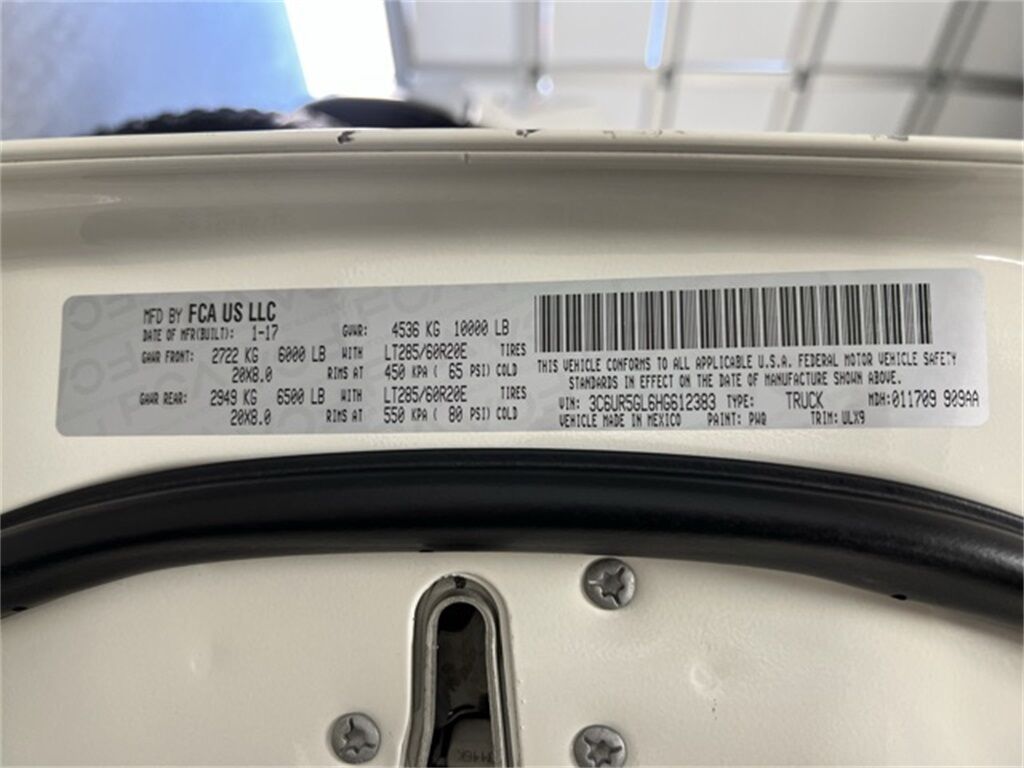 MFD BY FCA US LLC
DATE OF MFR(BUILT): 1-17 GVWR: 4536 KG 10000 LB
GAWR FRONT: 2722 KG 6000 LB WITH LT285/60R20E TIRES
20X8.0 RIMS AT 450 KPA ( 65 PSI) COLD
GAWR REAR: 2949 KG 6500 LB WITH LT285/60R20E TIRES
20X8.0 RIMS AT 550 KPA ( 80 PSI) COLD
THIS VEHICLE CONFORMS TO ALL APPLICABLE U.S.A. FEDERAL MOTOR VEHICLE SAFETY
STANDARDS IN EFFECT ON THE DATE OF MANUFACTURE SHOWN ABOVE.
VIN: 3C6UR5GL6HG612383 TYPE: TRUCK MDH:011709 909AA
VEHICLE MADE IN MEXICO PAINT: PWQ TRIM: ULX9